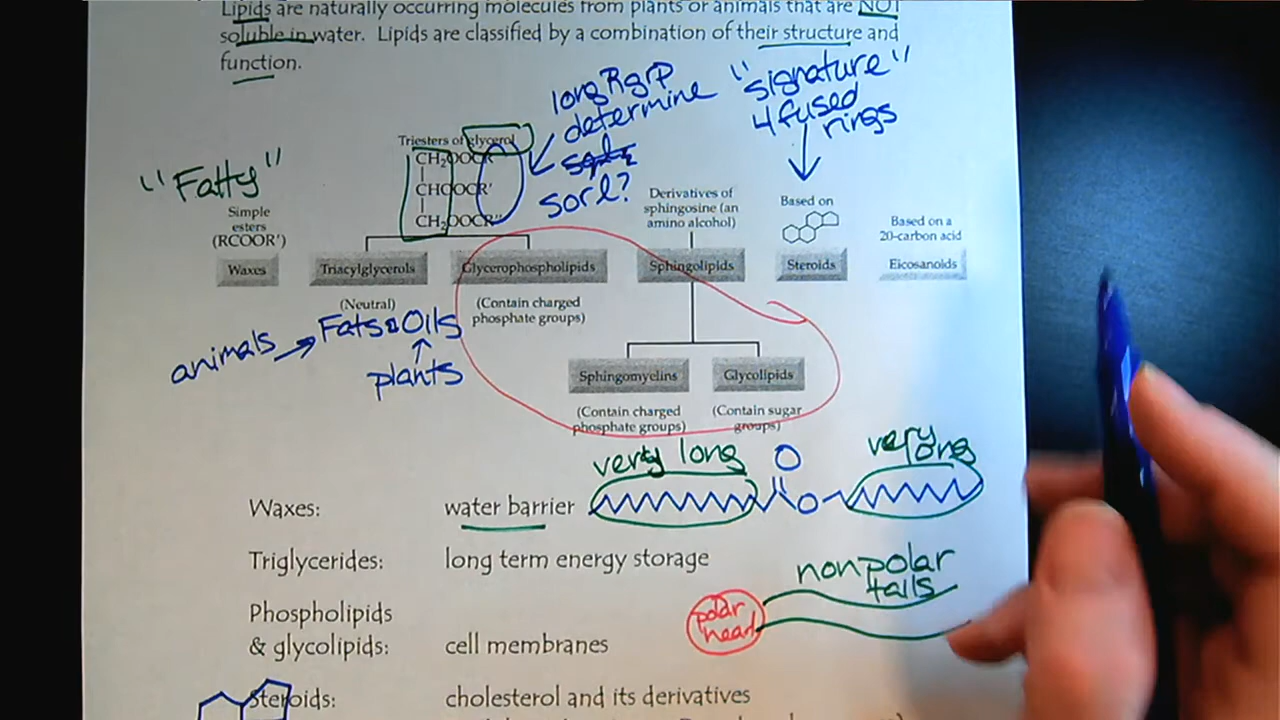 Lipids are naturally occurring molecules from plants or animals that are NOT
soluble in water. Lipids are classified by a combination of their structure and
function.
long R grp
determine
s or l?
"signature"
4 fused
rings
"Fatty"
Triesters of glycerol
CH₂OOCR
CHOOCR'
CH₂OOCR"
Simple
esters
(RCOOR')
Derivatives of
sphingosine (an
amino alcohol)
Based on
Based on a
20-carbon acid
Waxes
Triacylglycerols
Glycerophospholipids
Sphingolipids
Steroids
Eicosanoids
(Neutral)
(Contain charged
phosphate groups)
Fats & Oils
animals
plants
Sphingomyelins
Glycolipids
(Contain charged
phosphate groups)
(Contain sugar
groups)
very long
O
O
very long
Waxes: water barrier
Triglycerides: long term energy storage
nonpolar
tails
polar
head
Phospholipids
& glycolipids: cell membranes
Steroids: cholesterol and its derivatives